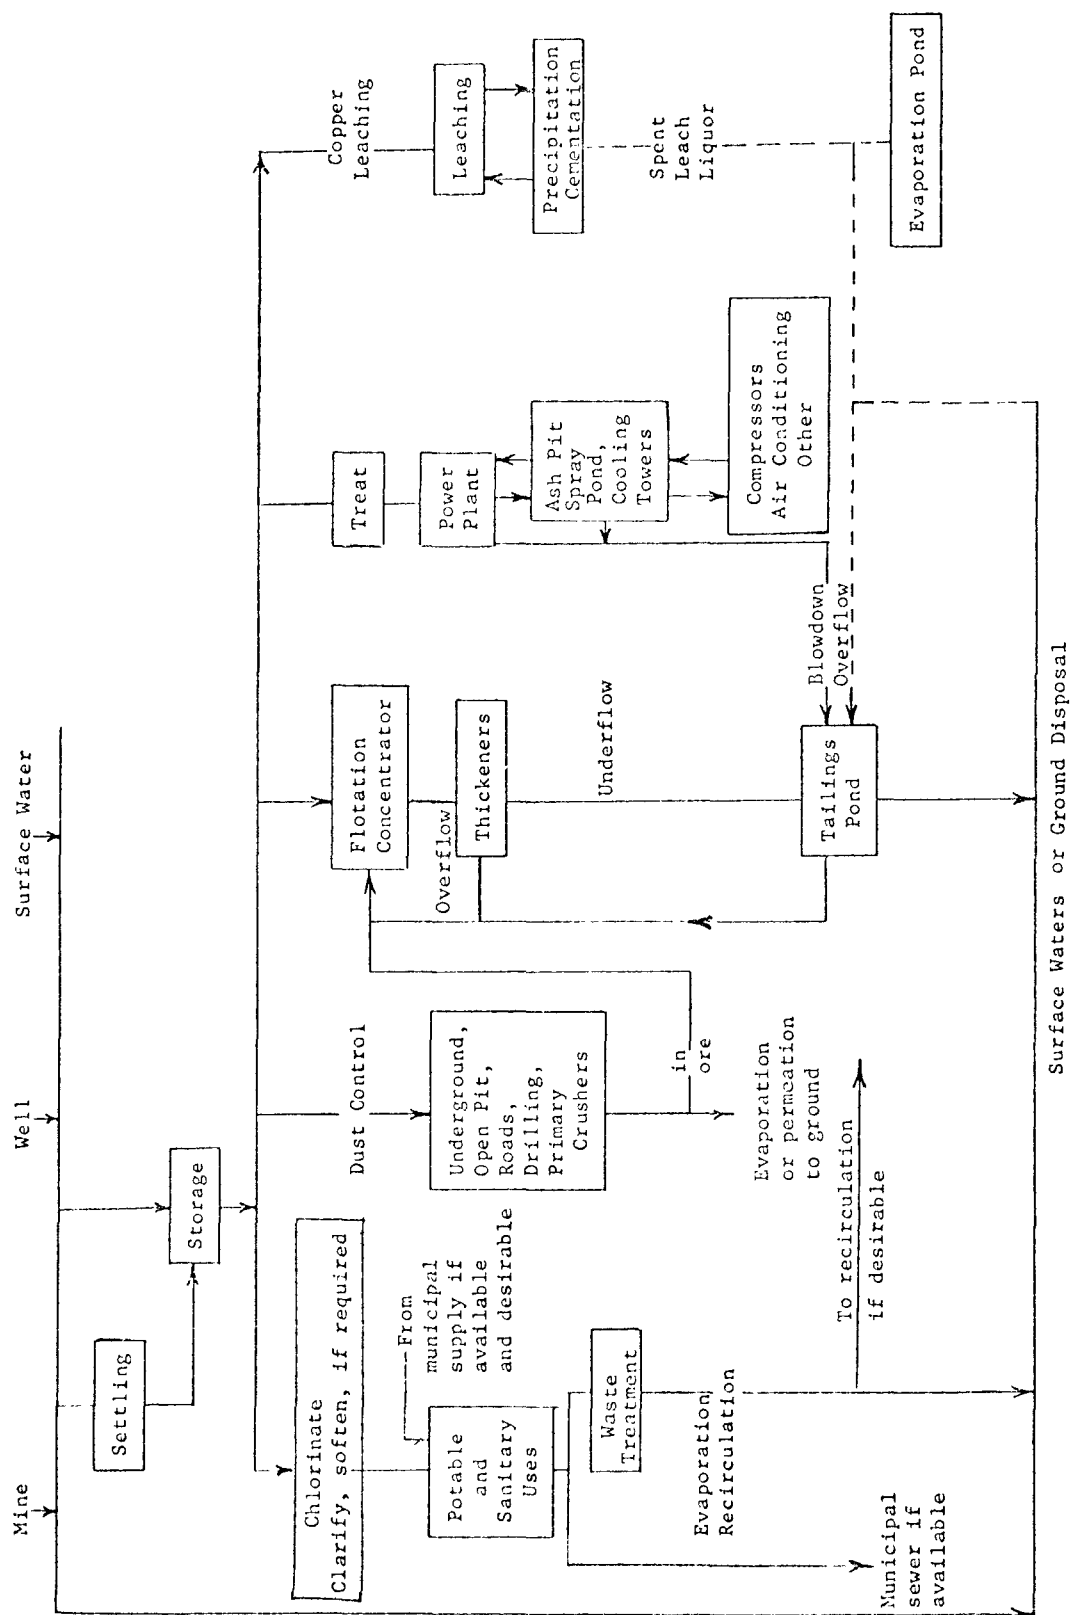 Mine
Well
Surface Water
Settling
Storage
Chlorinate
Clarify, soften, if required
From
municipal
supply if
available
and desirable
Potable
and
Sanitary
Uses
Waste
Treatment
Evaporation
Recirculation
Municipal
sewer if
available
To recirculation
if desirable
Dust Control
Underground,
Open Pit,
Roads,
Drilling,
Primary
Crushers
in
ore
Evaporation
or permeation
to ground
Flotation
Concentrator
Overflow
Thickeners
Underflow
Tailings
Pond
Treat
Power
Plant
Ash Pit
Spray
Pond,
Cooling
Towers
Compressors
Air Conditioning
Other
Blowdown
Overflow
Copper
Leaching
Leaching
Precipitation
Cementation
Spent
Leach
Liquor
Evaporation Pond
Surface Waters or Ground Disposal